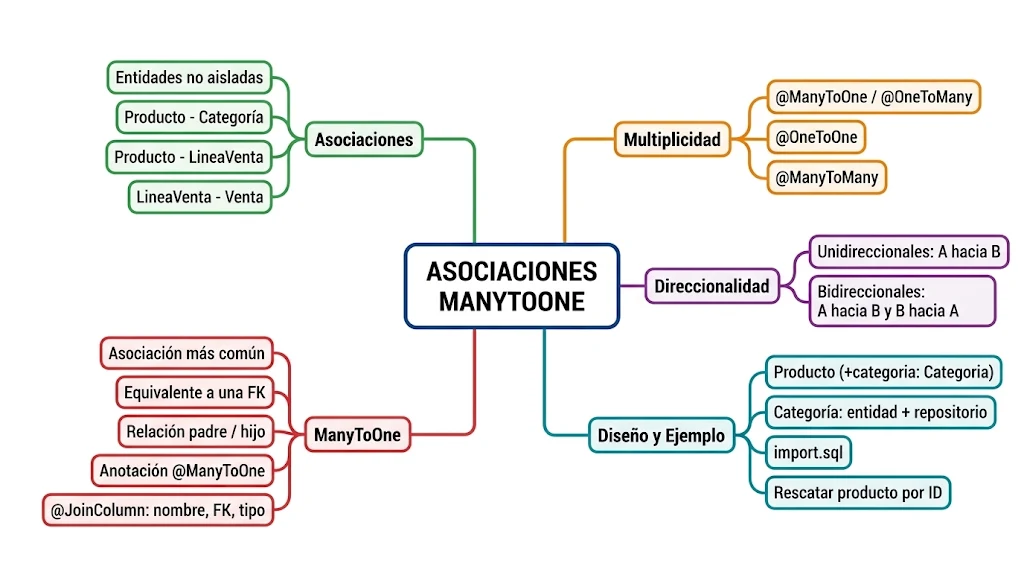 ASOCIACIONES
MANYTOONE
Asociaciones
Entidades no aisladas
Producto - Categoría
Producto - LineaVenta
LineaVenta - Venta
Multiplicidad
@ManyToOne / @OneToMany
@OneToOne
@ManyToMany
Direccionalidad
Unidireccionales: A hacia B
Bidireccionales:
A hacia B y B hacia A
ManyToOne
Asociación más común
Equivalente a una FK
Relación padre / hijo
Anotación @ManyToOne
@JoinColumn: nombre, FK, tipo
Diseño y Ejemplo
Producto (+categoria: Categoria)
Categoría: entidad + repositorio
import.sql
Rescatar producto por ID